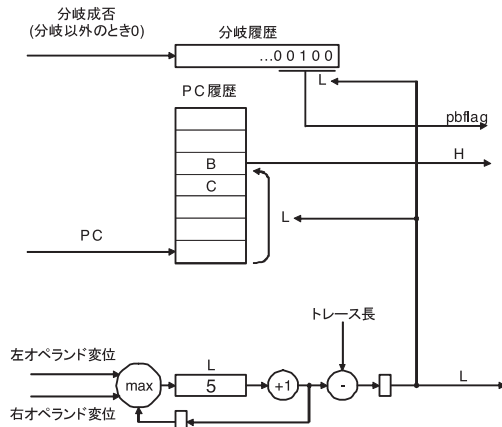 分岐成否
(分岐以外のとき0)
分岐履歴
...00100
L
PC履歴
pbflag
B
H
C
L
PC
トレース長
左オペランド変位
L
max
5
+1
-
L
右オペランド変位